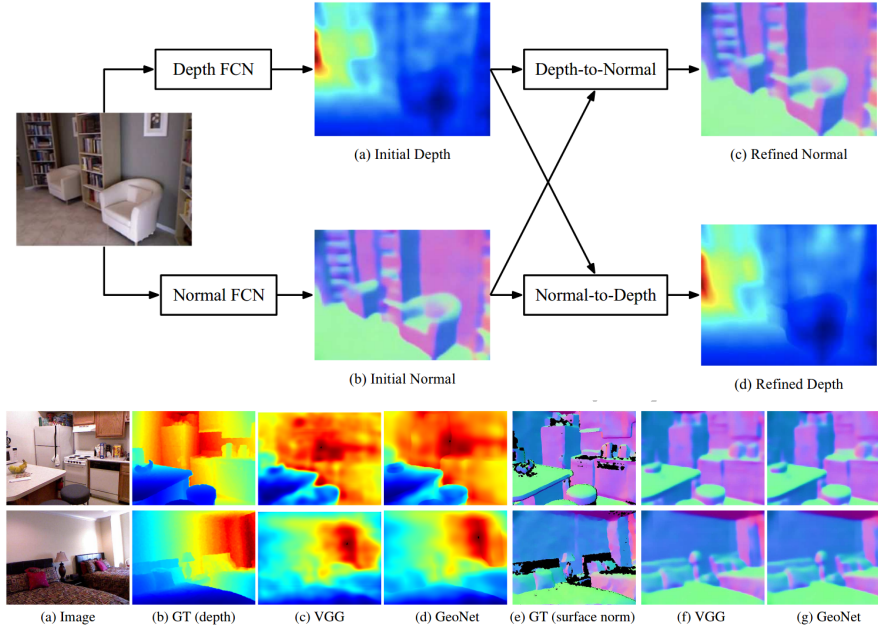 Depth FCN
Depth-to-Normal
(a) Initial Depth
(c) Refined Normal
Normal FCN
Normal-to-Depth
(b) Initial Normal
(d) Refined Depth
(a) Image
(b) GT (depth)
(c) VGG
(d) GeoNet
(e) GT (surface norm)
(f) VGG
(g) GeoNet